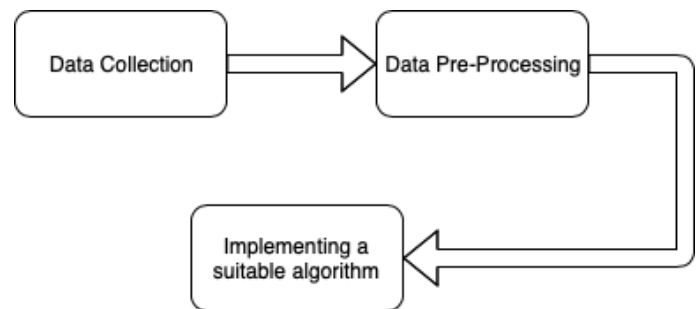 Data Collection
Data Pre-Processing
Implementing a
suitable algorithm